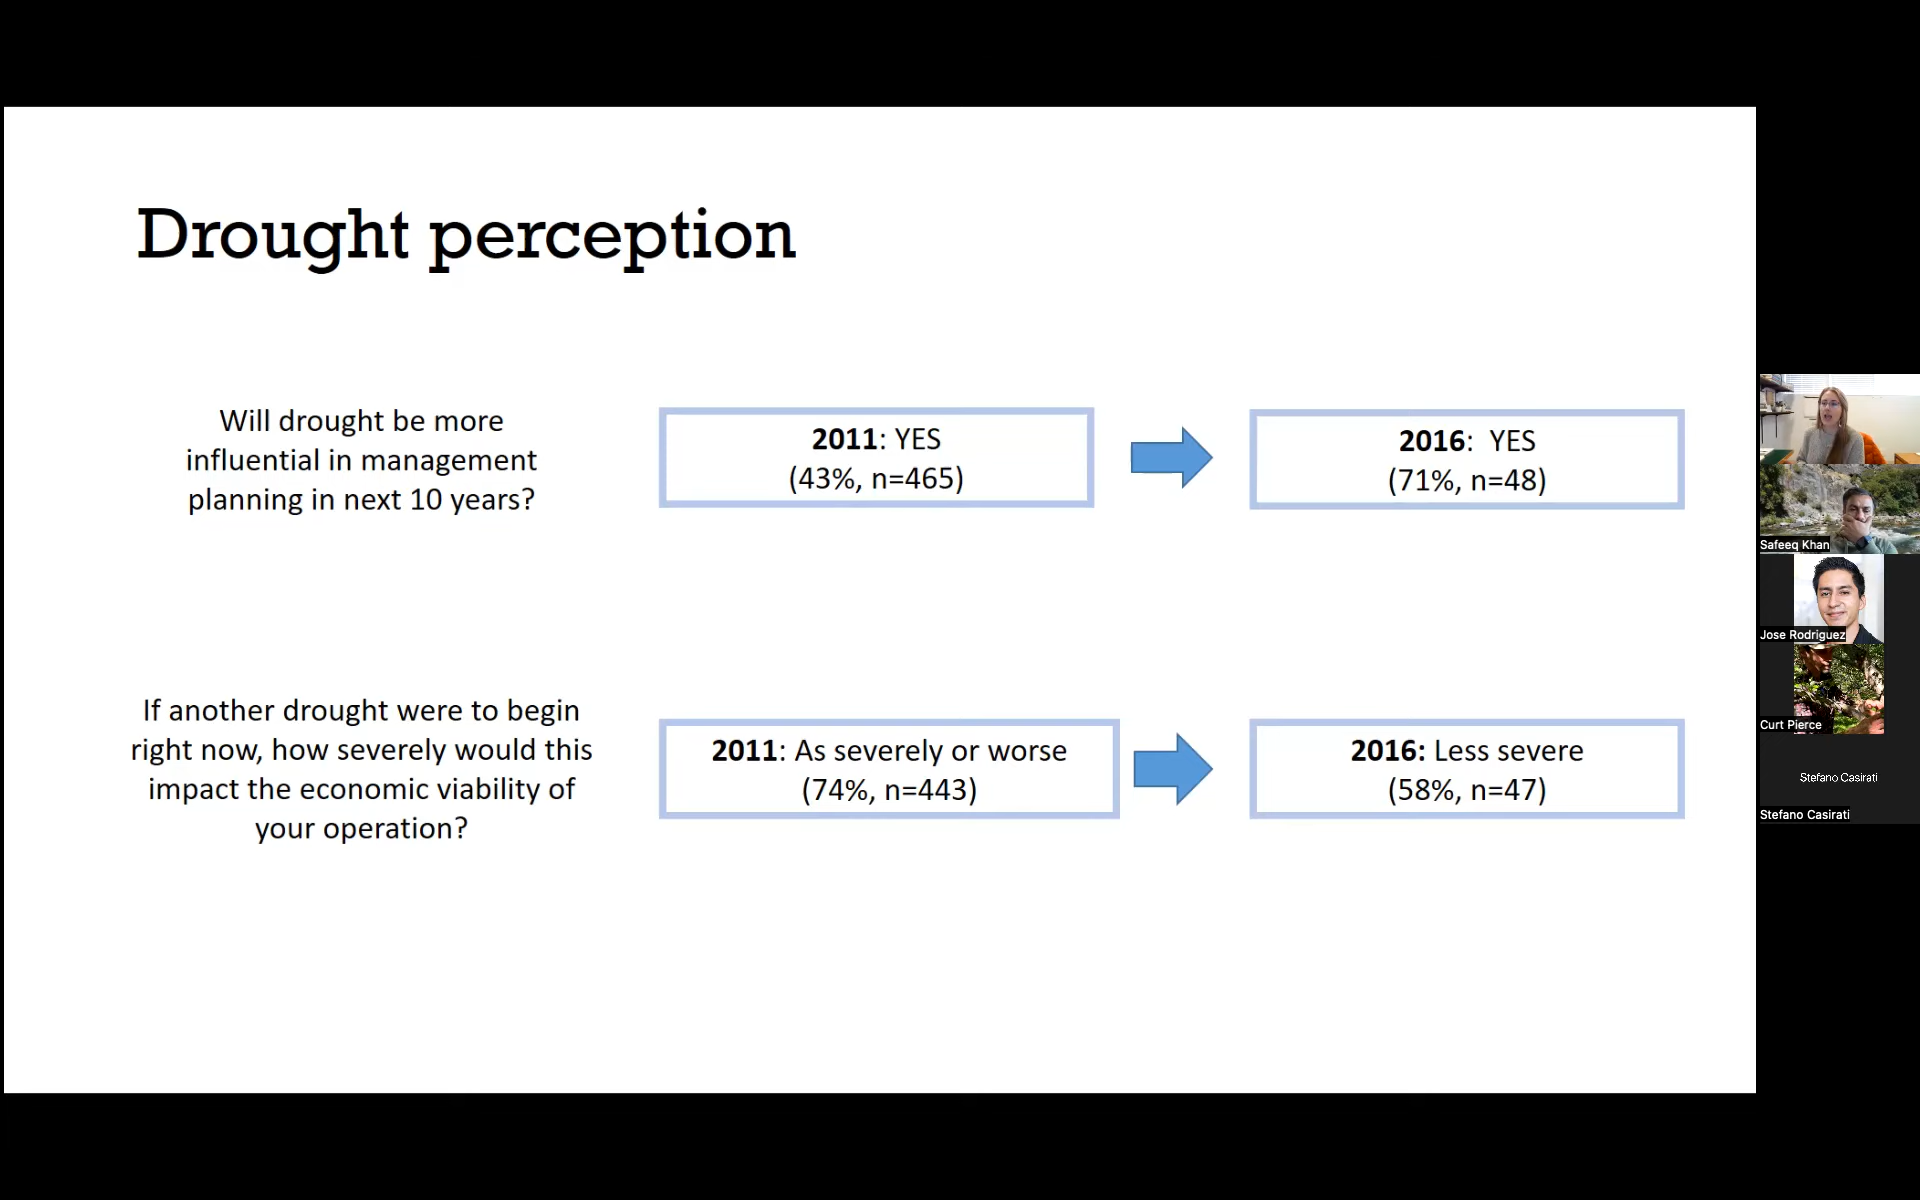 Drought perception
Will drought be more
influential in management
planning in next 10 years?
2011: YES
(43%, n=465)
2016:  YES
(71%, n=48)
If another drought were to begin
right now, how severely would this
impact the economic viability of
your operation?
2011: As severely or worse
(74%, n=443)
2016: Less severe
(58%, n=47)
Safeeq Khan
Jose Rodriguez
Curt Pierce
Stefano Casirati
Stefano Casirati